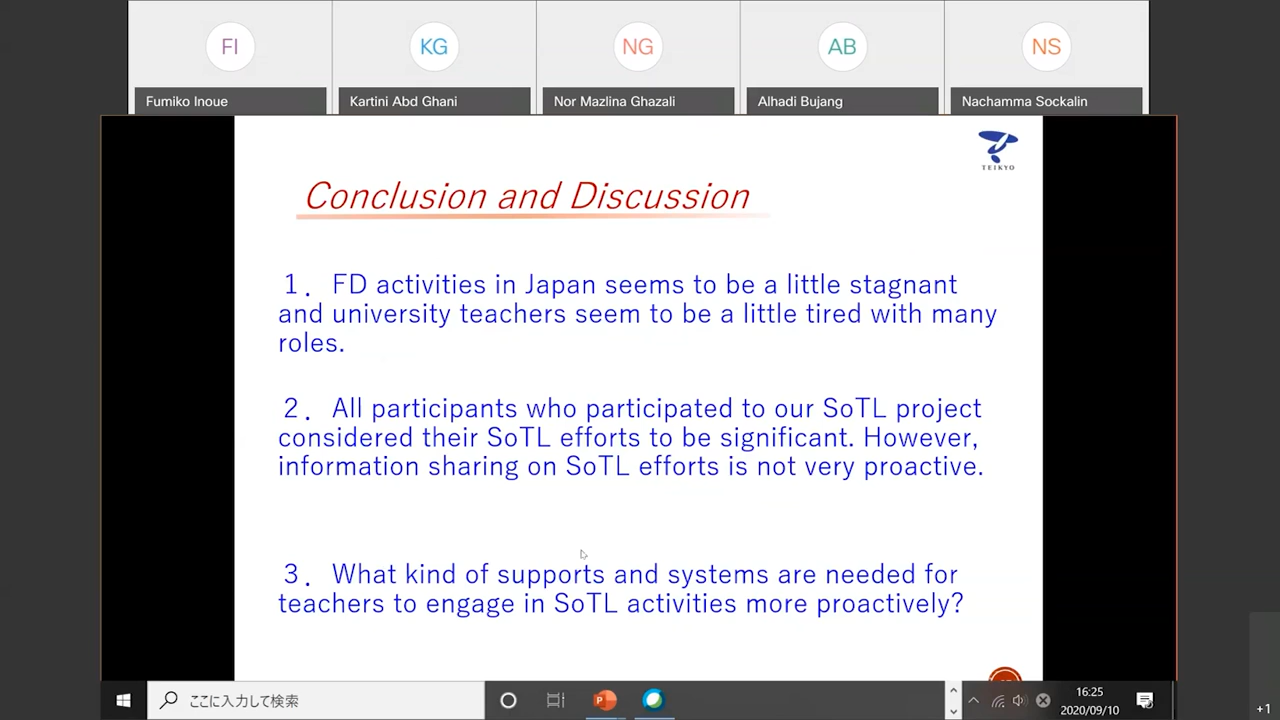 FI
KG
NG
AB
NS
Fumiko Inoue
Kartini Abd Ghani
Nor Mazlina Ghazali
Alhadi Bujang
Nachamma Sockalin
TEIKYO
Conclusion and Discussion
１． FD activities in Japan seems to be a little stagnant
and university teachers seem to be a little tired with many
roles.
２． All participants who participated to our SoTL project
considered their SoTL efforts to be significant. However,
information sharing on SoTL efforts is not very proactive.
３． What kind of supports and systems are needed for
teachers to engage in SoTL activities more proactively?
ここに入力して検索
16:25
2020/09/10
+1